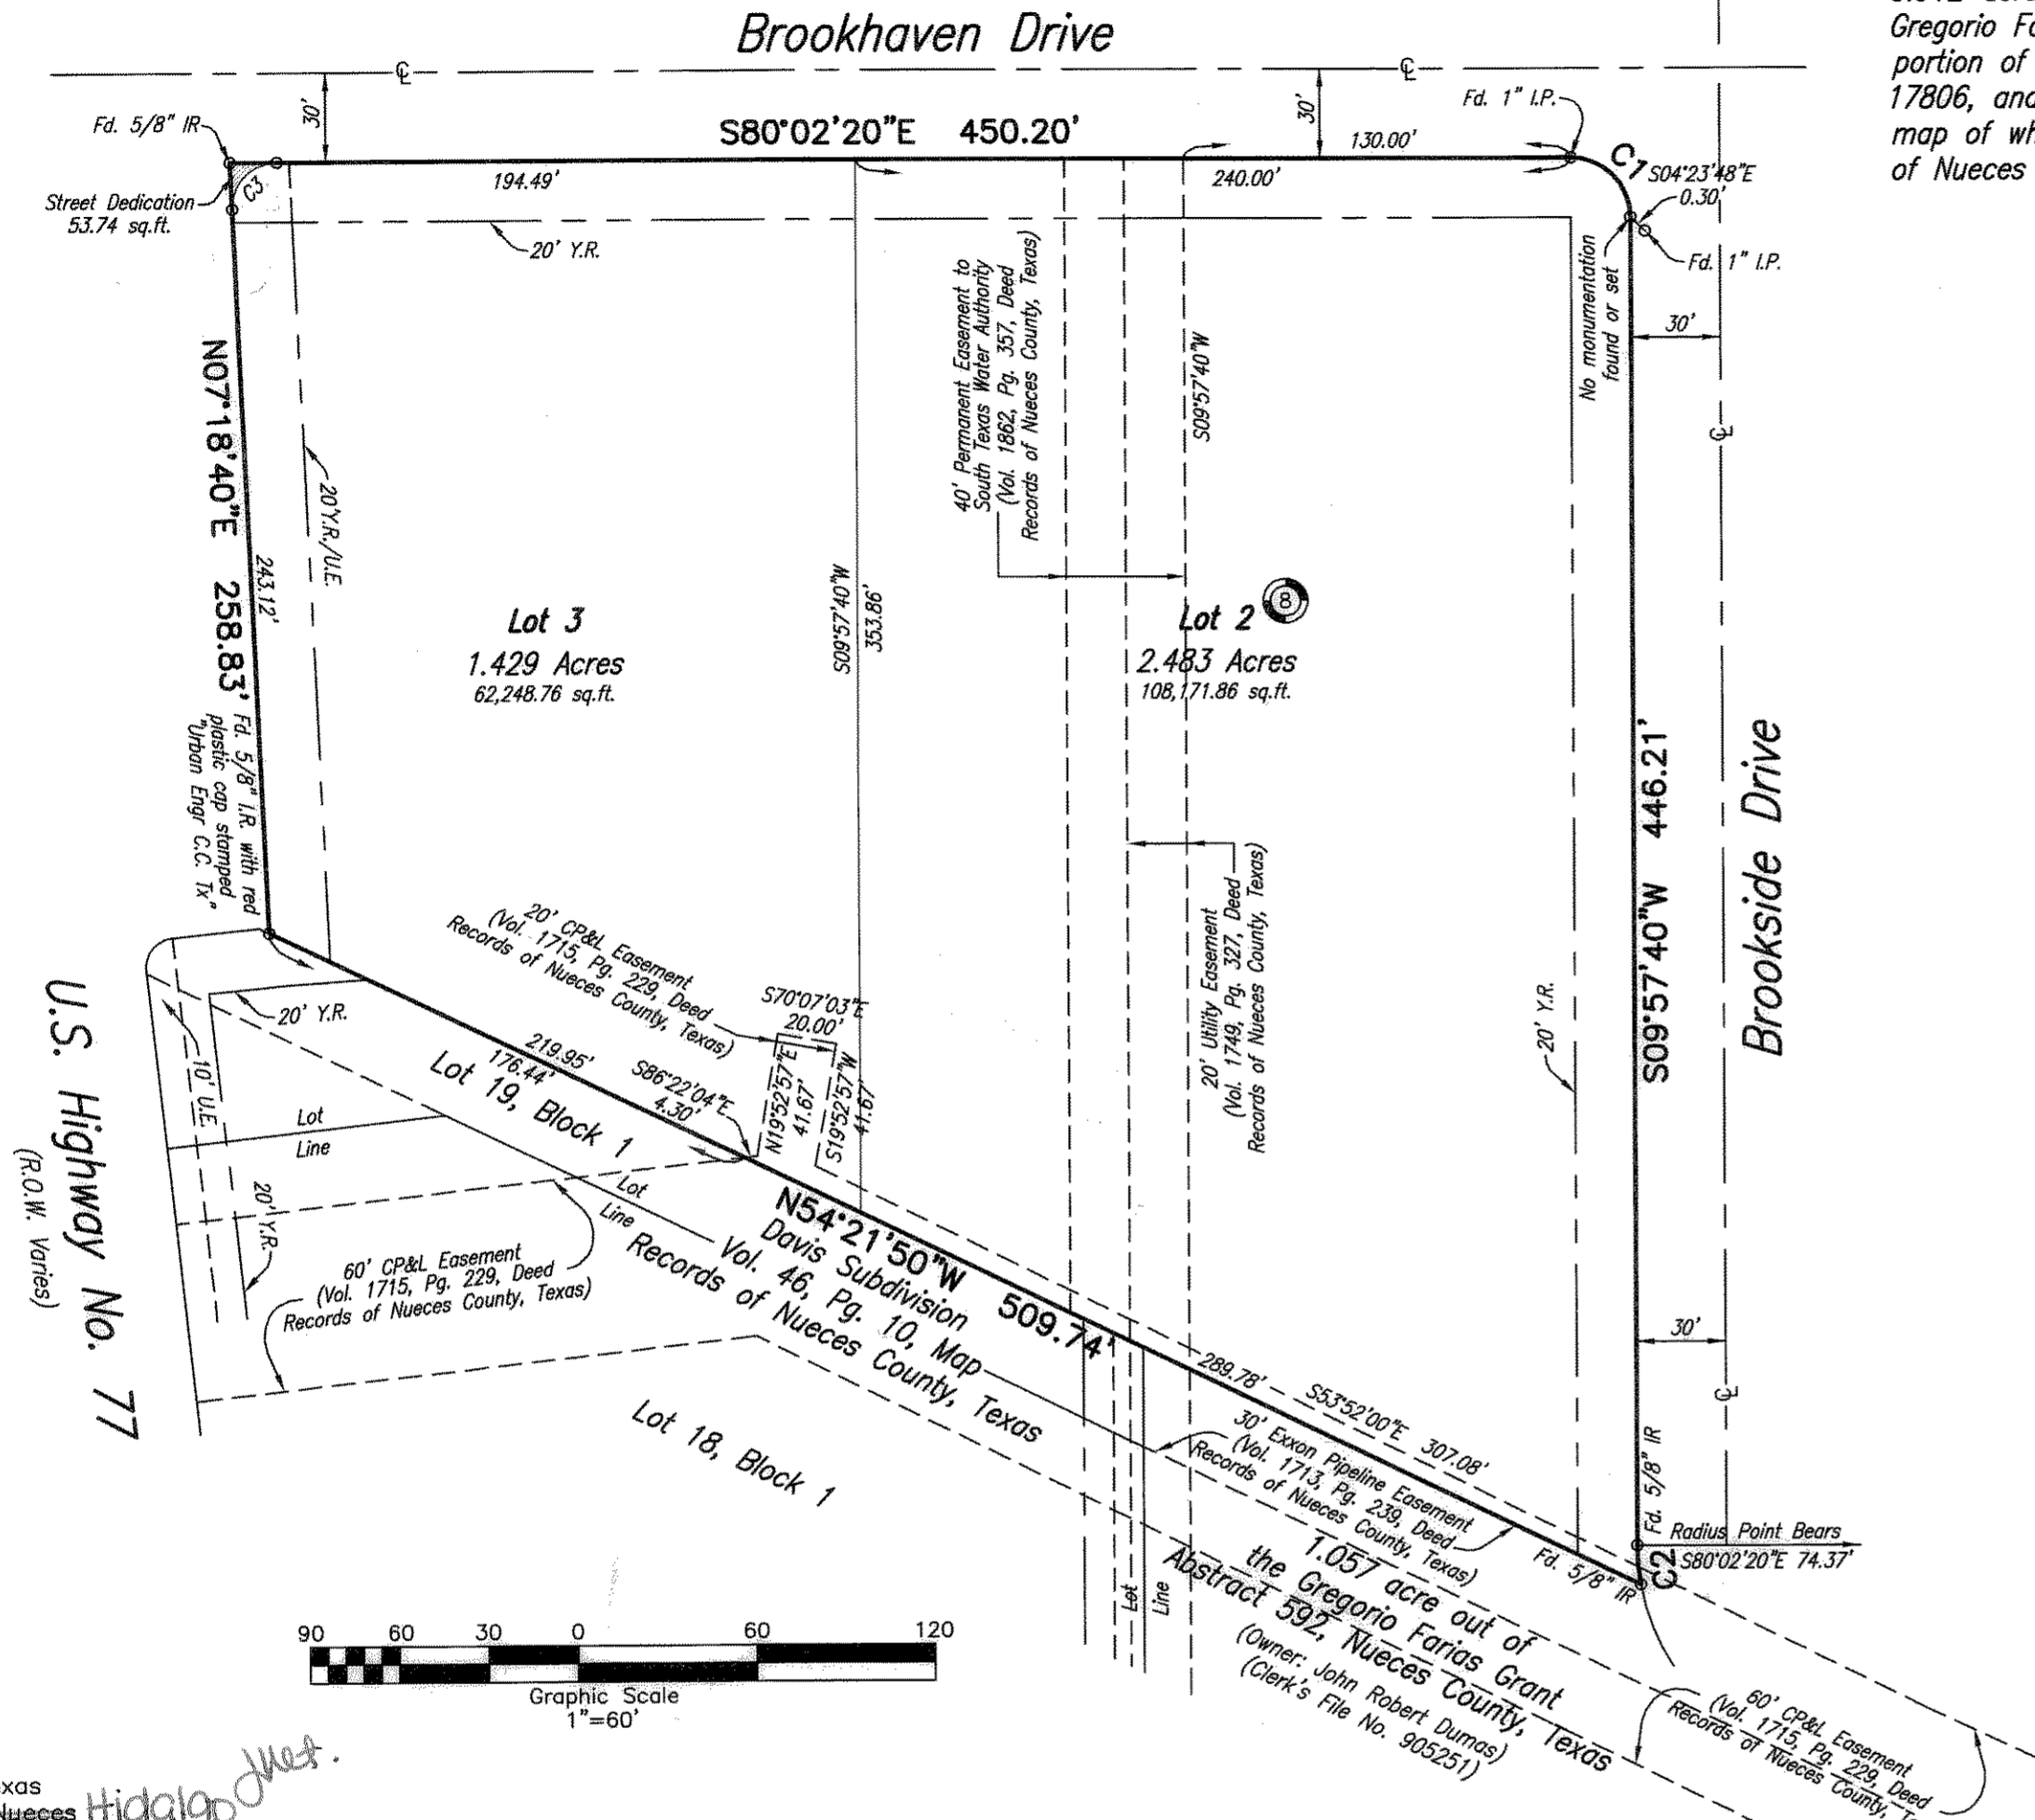 Brookhaven Drive
Gregorio
portion of
17806, and
of Nueces
℄
℄
30'
30'
Fd. 5/8" IR
Fd. 1" I.P.
S80°02'20"E 450.20'
130.00'
C1
S04°23'48"E
0.30'
194.49'
240.00'
C3
Street Dedication
53.74 sq.ft.
20' Y.R.
Fd. 1" I.P.
No monumentation
found or set
30'
℄
40' Permanent Easement to
South Texas Water Authority
(Vol. 1862, Pg. 357, Deed
Records of Nueces County, Texas)
S09°57'40"W
N07°18'40"E 258.83'
243.12'
20'Y.R./U.E.
S09°57'40"W
353.86'
8
Lot 3
1.429 Acres
62,248.76 sq.ft.
Lot 2
2.483 Acres
108,171.86 sq.ft.
Fd. 5/8" I.R. with red
plastic cap stamped
"Urban Engr C.C. Tx"
S09°57'40"W 446.21'
Brookside Drive
20' Utility Easement
(Vol. 1749, Pg. 327, Deed
Records of Nueces County, Texas)
20' Y.R.
20' CP&L Easement
(Vol. 1715, Pg. 229, Deed
Records of Nueces County, Texas)
S70°07'03"E
20.00'
N19°52'57"E
41.67'
S19°52'57"W
41.67'
S86°22'04"E
4.30'
219.95'
176.44'
Lot 19, Block 1
20' Y.R.
10' U.E.
Lot
Line
20' Y.R.
U.S. Highway No. 77
(R.O.W. Varies)
60' CP&L Easement
(Vol. 1715, Pg. 229, Deed
Records of Nueces County, Texas)
Lot
Line
N54°21'50"W 509.74'
Davis Subdivision
Vol. 46, Pg. 10, Map
Records of Nueces County, Texas
Lot 18, Block 1
289.78'
S53°52'00"E 307.08'
30' Exxon Pipeline Easement
(Vol. 1713, Pg. 239, Deed
Records of Nueces County, Texas)
30'
℄
Fd. 5/8" IR
Radius Point Bears
S80°02'20"E 74.37'
C2
Fd. 5/8" IR
Lot
Line
1.057 acre out of
the Gregorio Farias Grant
Abstract 592, Nueces County, Texas
(Owner: John Robert Dumas)
(Clerk's File No. 905251)
60' CP&L Easement
(Vol. 1715, Pg. 229, Deed
Records of Nueces County,
90 60 30 0 60 120
Graphic Scale
1"=60'
Nueces Hidalgo